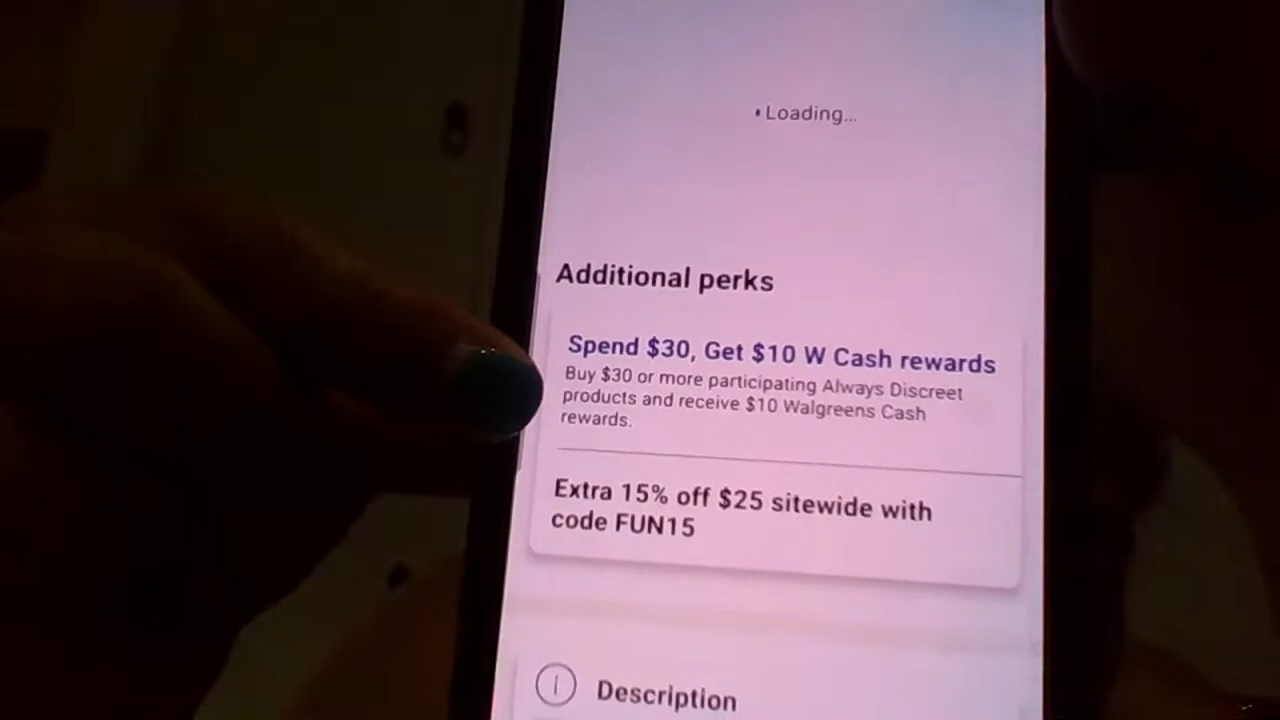 Loading...
Additional perks
Spend $30, Get $10 W Cash rewards
Buy $30 or more participating Always Discreet
products and receive $10 Walgreens Cash
rewards.
Extra 15% off $25 sitewide with
code FUN15
Description